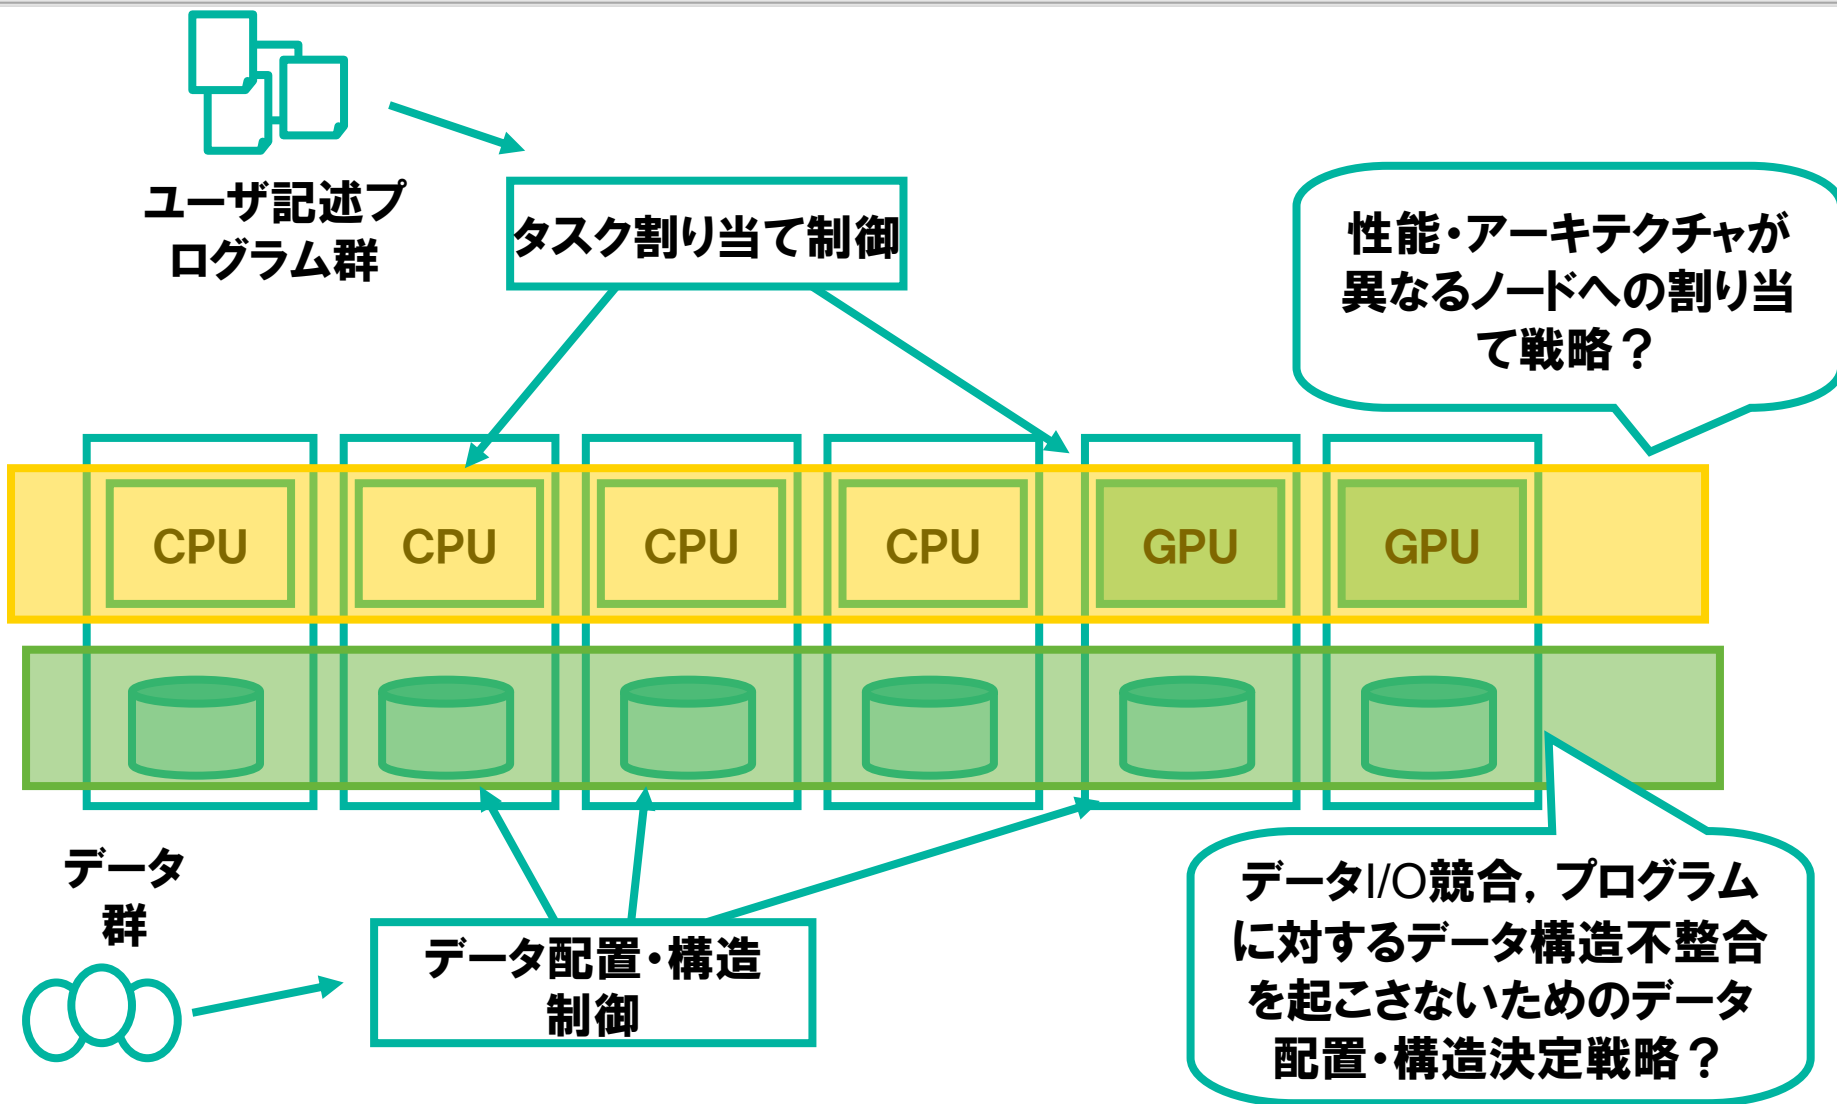 ユーザ記述プ
ログラム群
タスク割り当て制御
性能・アーキテクチャが
異なるノードへの割り当
て戦略？
CPU
CPU
CPU
CPU
GPU
GPU
データ
群
データ配置・構造
制御
データI/O競合，プログラム
に対するデータ構造不整合
を起こさないためのデータ
配置・構造決定戦略？